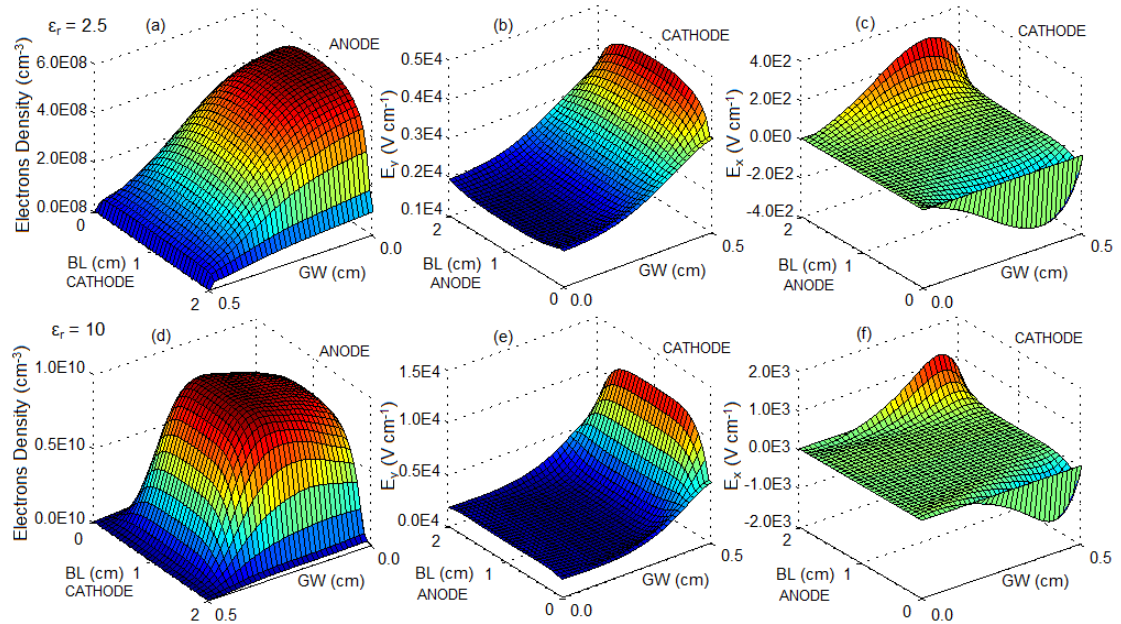 εr = 2.5
(a)
ANODE
Electrons Density (cm-3)
6.0E08
4.0E08
2.0E08
0.0E08
0
BL (cm) 1
CATHODE
2
0.5
GW (cm)
0.0
(b)
CATHODE
Ey (V cm-1)
0.5E4
0.4E4
0.3E4
0.2E4
0.1E4
2
BL (cm) 1
ANODE
0
0.0
GW (cm)
0.5
(c)
CATHODE
Ex (V cm-1)
4.0E2
2.0E2
0.0E0
-2.0E2
-4.0E2
2
BL (cm) 1
ANODE
0
0.0
GW (cm)
0.5
εr = 10
(d)
ANODE
Electrons Density (cm-3)
1.0E10
0.5E10
0.0E10
0
BL (cm) 1
CATHODE
2
0.5
GW (cm)
0.0
(e)
CATHODE
Ey (V cm-1)
1.5E4
1.0E4
0.5E4
0.0E4
2
BL (cm) 1
ANODE
0
0.0
GW (cm)
0.5
(f)
CATHODE
Ex (V cm-1)
2.0E3
1.0E3
0.0E3
-1.0E3
-2.0E3
2
BL (cm) 1
ANODE
0
0.0
GW (cm)
0.5